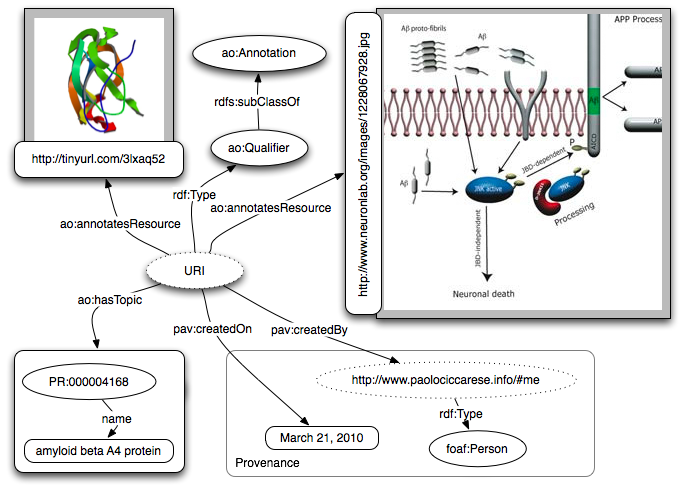 ao:Annotation
rdfs:subClassOf
ao:Qualifier
rdf:Type
http://tinyurl.com/3lxaq52
ao:annotatesResource
ao:annotatesResource
http://www.neuronlab.org/images/1228067928.jpg
Aβ proto-fibrils
Aβ
Aβ
APP Process
Aβ
AICD
P
JBD-dependent
Aβ
JNK active
JNK
Processing
JBD-independent
Neuronal death
URI
ao:hasTopic
pav:createdOn
pav:createdBy
PR:000004168
name
amyloid beta A4 protein
http://www.paolociccarese.info/#me
rdf:Type
March 21, 2010
foaf:Person
Provenance